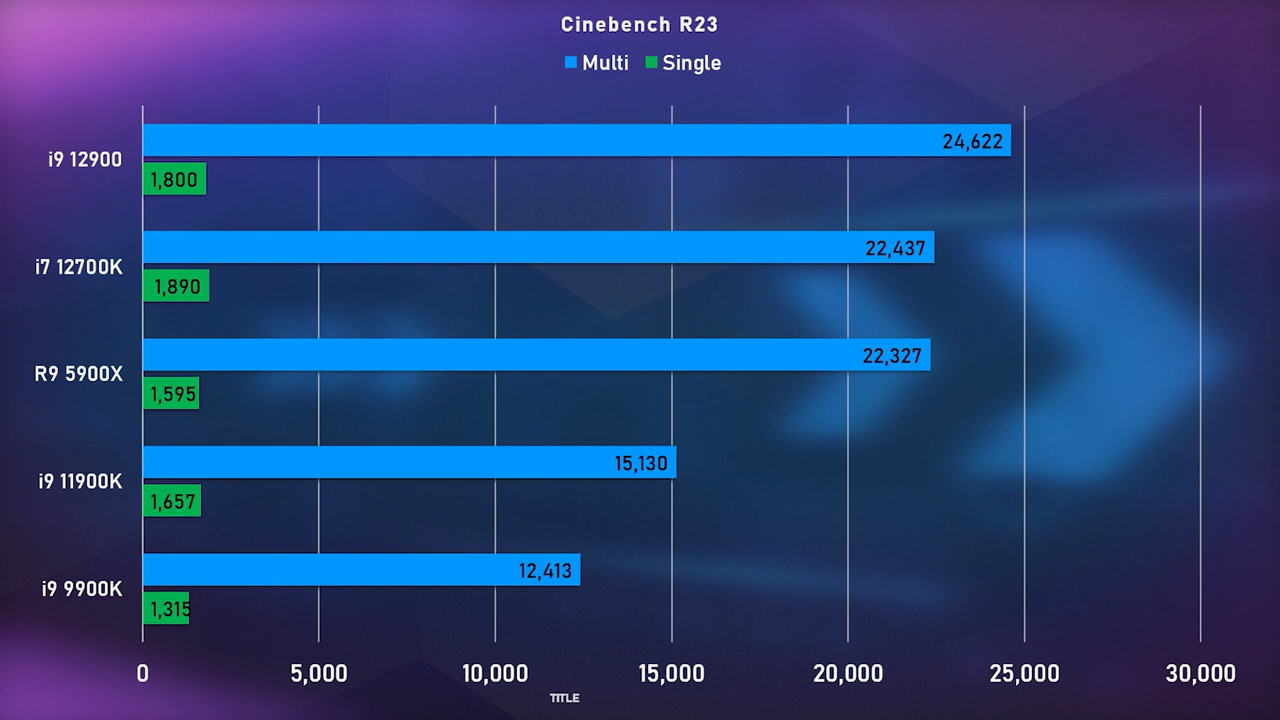 Cinebench R23
Multi Single
i9 12900
24,622
1,800
i7 12700K
22,437
1,890
R9 5900X
22,327
1,595
i9 11900K
15,130
1,657
i9 9900K
12,413
1,315
0 5,000 10,000 15,000 20,000 25,000 30,000
TITLE